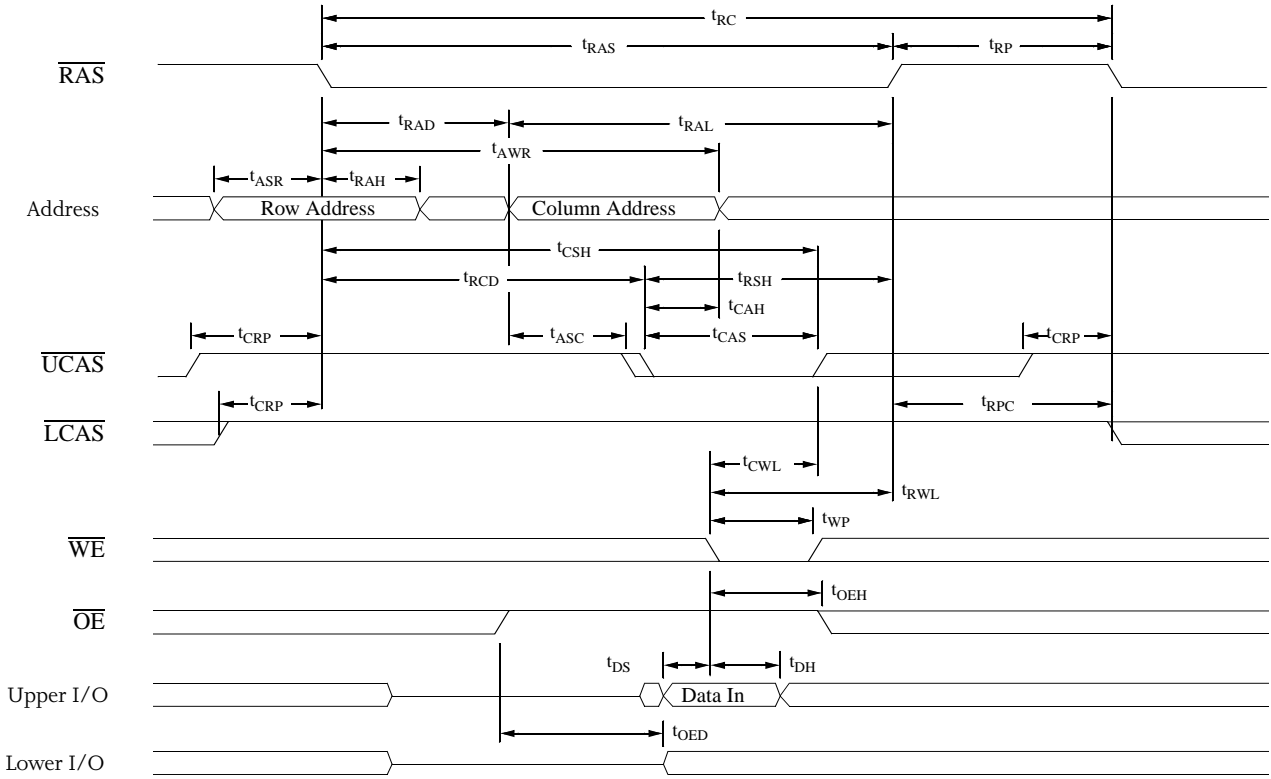 tRC
tRAS tRP
RAS
tRAD tRAL
tAWR
tASR tRAH
Address Row Address Column Address
tCSH
tRCD tRSH
tCAH
tCRP tASC tCAS tCRP
UCAS
tCRP tRPC
LCAS
tCWL
tRWL
tWP
WE
tOEH
OE
tDS tDH
Upper I/O Data In
tOED
Lower I/O